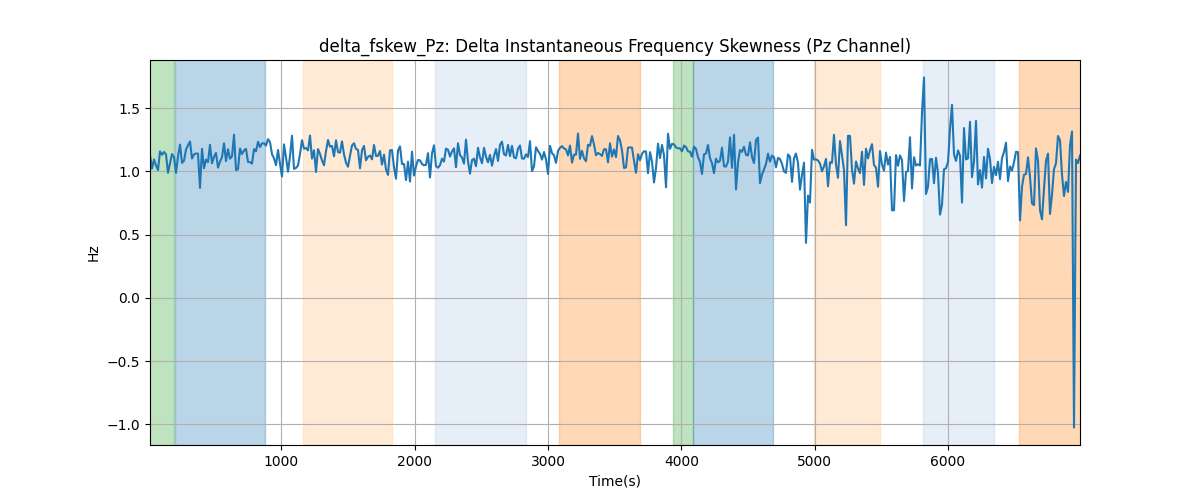 delta_fskew_Pz: Delta Instantaneous Frequency Skewness (Pz Channel)
1.5
1.0
0.5
0.0
−0.5
−1.0
Hz
1000 2000 3000 4000 5000 6000
Time(s)